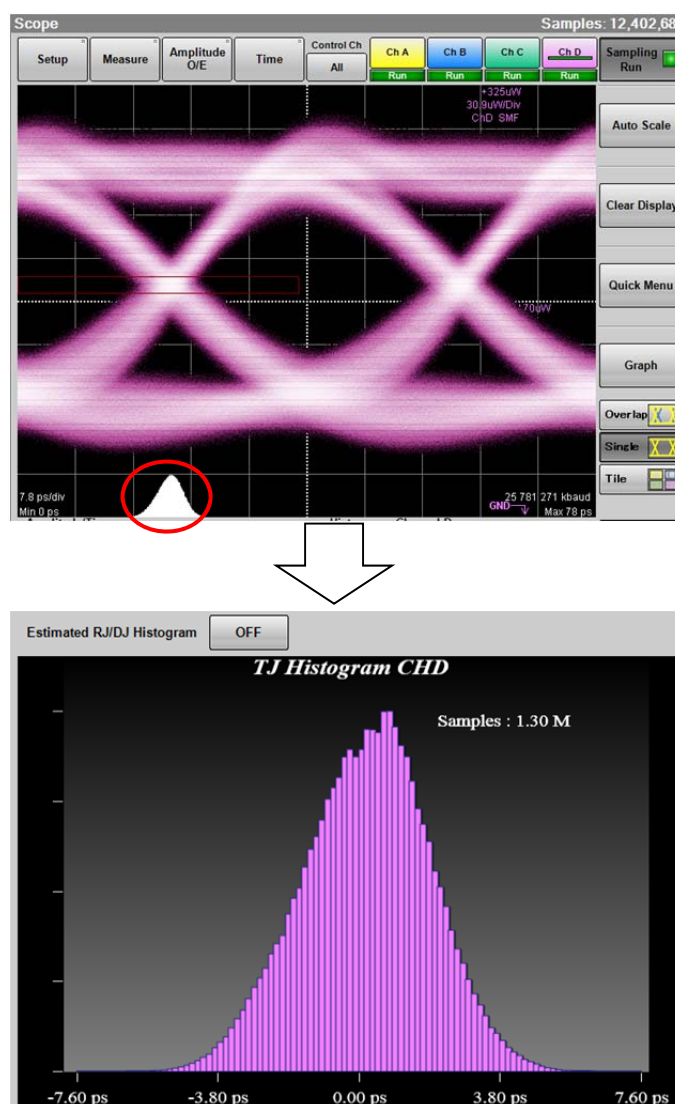 Scope Samples: 12,402,68
Setup Measure Amplitude O/E Time Control Ch All Ch A Run Ch B Run Ch C Run Ch D Run Sampling Run
+325uW
30.9uW/Div
ChD SMF
Auto Scale
Clear Display
Quick Menu
70uW
Graph
Overlap
Single
Tile
7.8 ps/div 25 781 271 kbaud
Min 0 ps GND Max 78 ps
Estimated RJ/DJ Histogram OFF
TJ Histogram CHD
Samples : 1.30 M
-7.60 ps -3.80 ps 0.00 ps 3.80 ps 7.60 ps